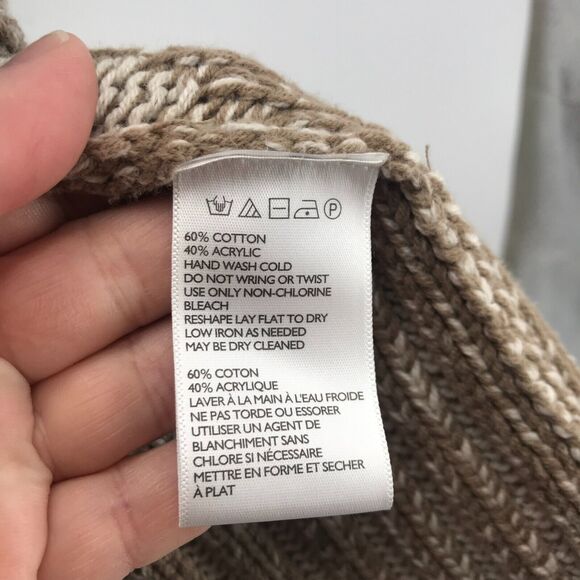 P
60% COTTON
40% ACRYLIC
HAND WASH COLD
DO NOT WRING OR TWIST
USE ONLY NON-CHLORINE
BLEACH
RESHAPE LAY FLAT TO DRY
LOW IRON AS NEEDED
MAY BE DRY CLEANED
60% COTON
40% ACRYLIQUE
LAVER À LA MAIN À L'EAU FROIDE
NE PAS TORDE OU ESSORER
UTILISER UN AGENT DE
BLANCHIMENT SANS
CHLORE SI NÉCESSAIRE
METTRE EN FORME ET SECHER
À PLAT